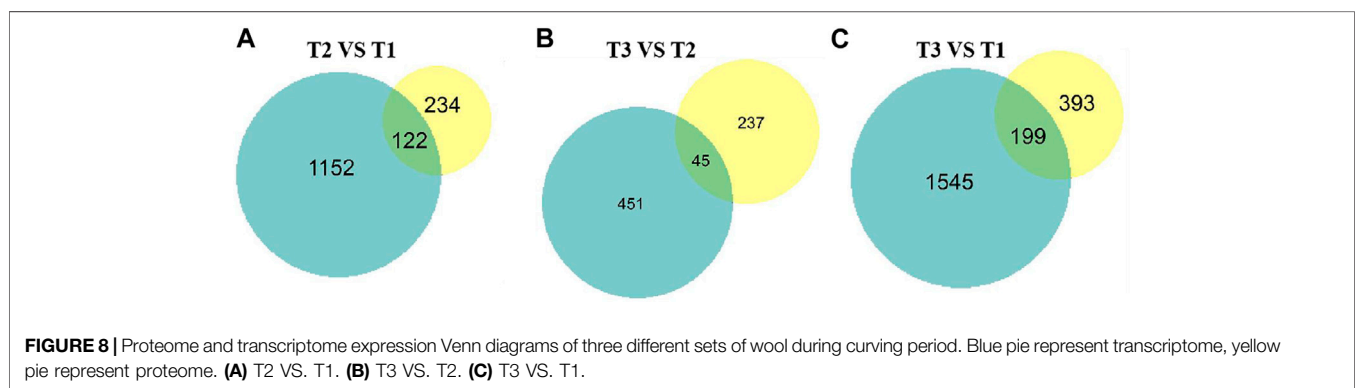 A
T2 VS T1
234
122
1152
B
T3 VS T2
237
45
451
C
T3 VS T1
393
199
1545
FIGURE 8 | Proteome and transcriptome expression Venn diagrams of three different sets of wool during curving period. Blue pie represent transcriptome, yellow
pie represent proteome. (A) T2 VS. T1. (B) T3 VS. T2. (C) T3 VS. T1.